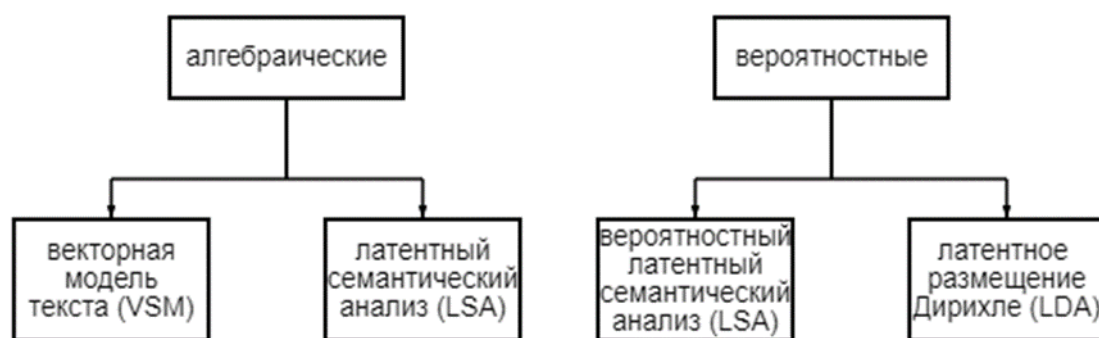 алгебраические
вероятностные
векторная
модель
текста (VSM)
латентный
семантический
анализ (LSA)
вероятностный
латентный
семантический
анализ (LSA)
латентное
размещение
Дирихле (LDA)